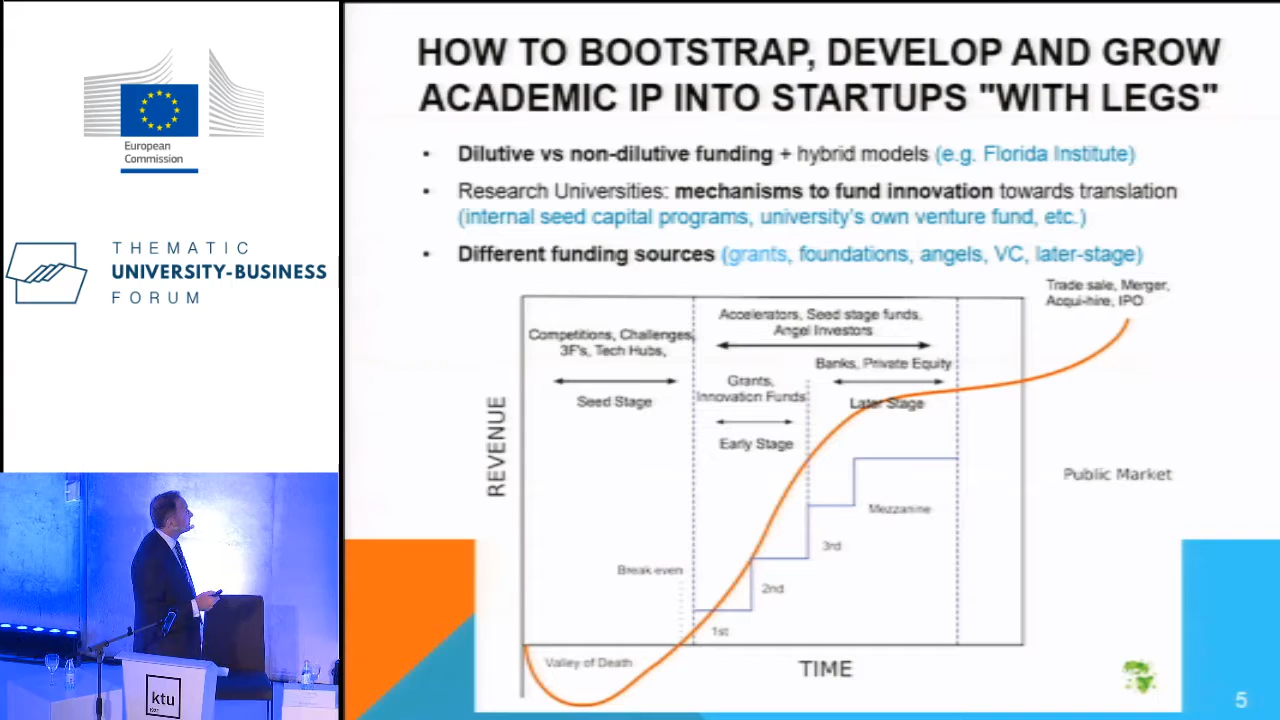 European
Commission
THEMATIC
UNIVERSITY-BUSINESS
FORUM
HOW TO BOOTSTRAP, DEVELOP AND GROW
ACADEMIC IP INTO STARTUPS "WITH LEGS"
• Dilutive vs non-dilutive funding + hybrid models (e.g. Florida Institute)
• Research Universities: mechanisms to fund innovation towards translation
(internal seed capital programs, university's own venture fund, etc.)
• Different funding sources (grants, foundations, angels, VC, later-stage)
Trade sale, Merger,
Acqui-hire, IPO
Accelerators, Seed stage funds,
Angel Investors
Competitions, Challenges,
3F's, Tech Hubs,
Banks, Private Equity
Grants,
Innovation Funds
Seed Stage
Later Stage
Early Stage
REVENUE
Public Market
Mezzanine
3rd
Break-even
2nd
1st
Valley of Death
TIME
ktu
1922
5